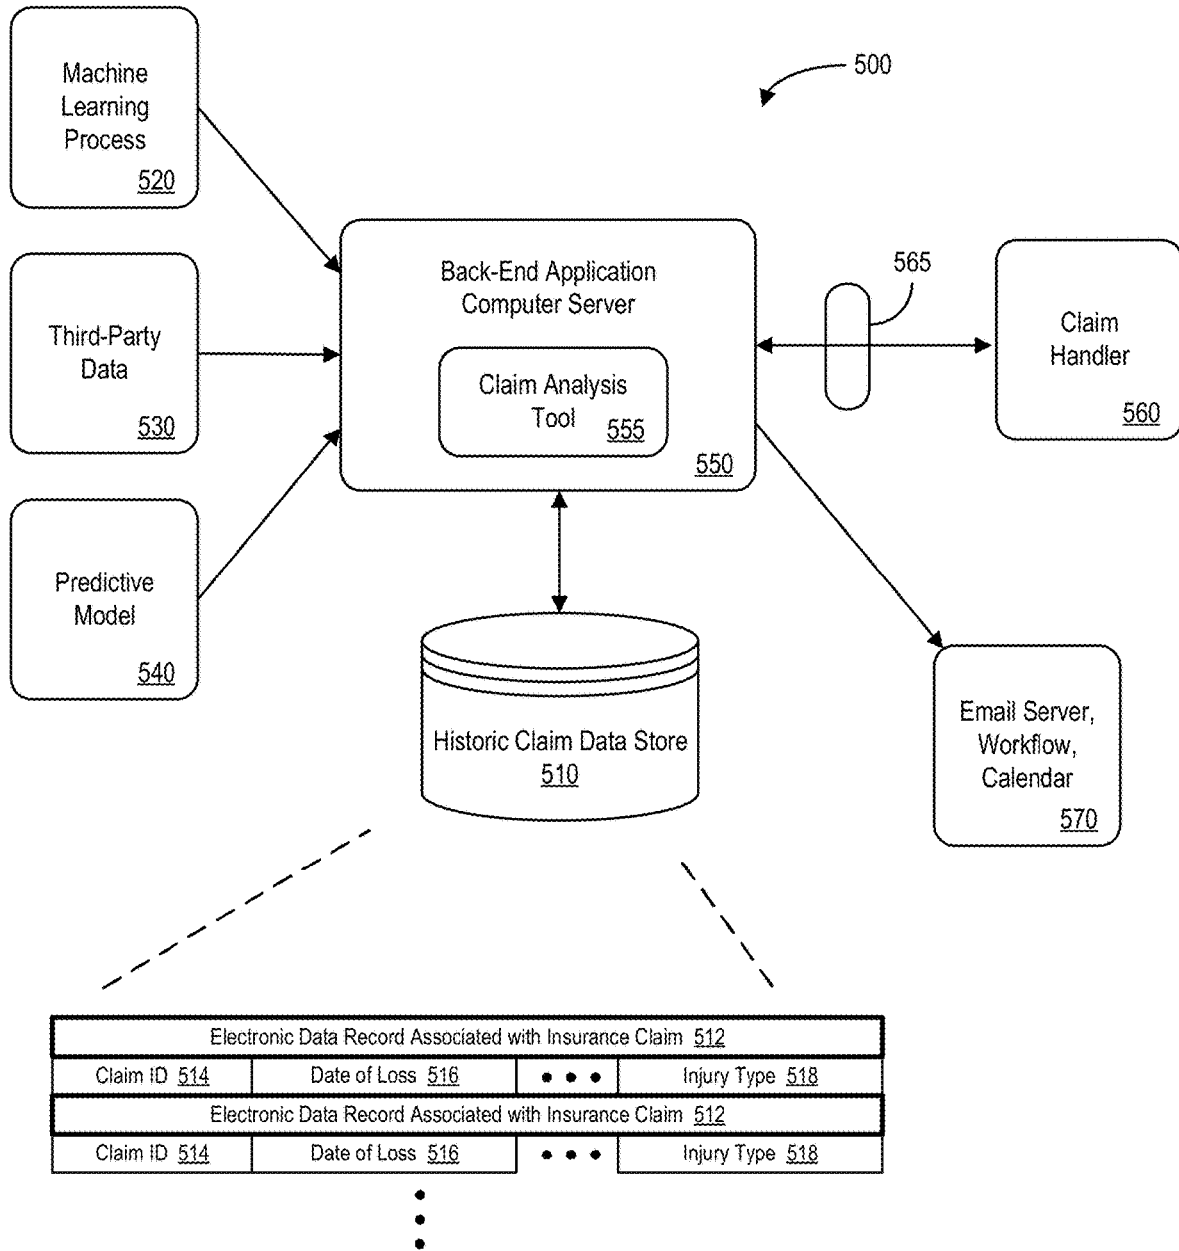 Machine
Learning
Process
520
500
Third-Party
Data
530
Back-End Application
Computer Server
Claim Analysis
Tool
555
550
565
Claim
Handler
560
Predictive
Model
540
Historic Claim Data Store
510
Email Server,
Workflow,
Calendar
570
Electronic Data Record Associated with Insurance Claim 512
Claim ID 514 Date of Loss 516 Injury Type 518
Electronic Data Record Associated with Insurance Claim 512
Claim ID 514 Date of Loss 516 Injury Type 518